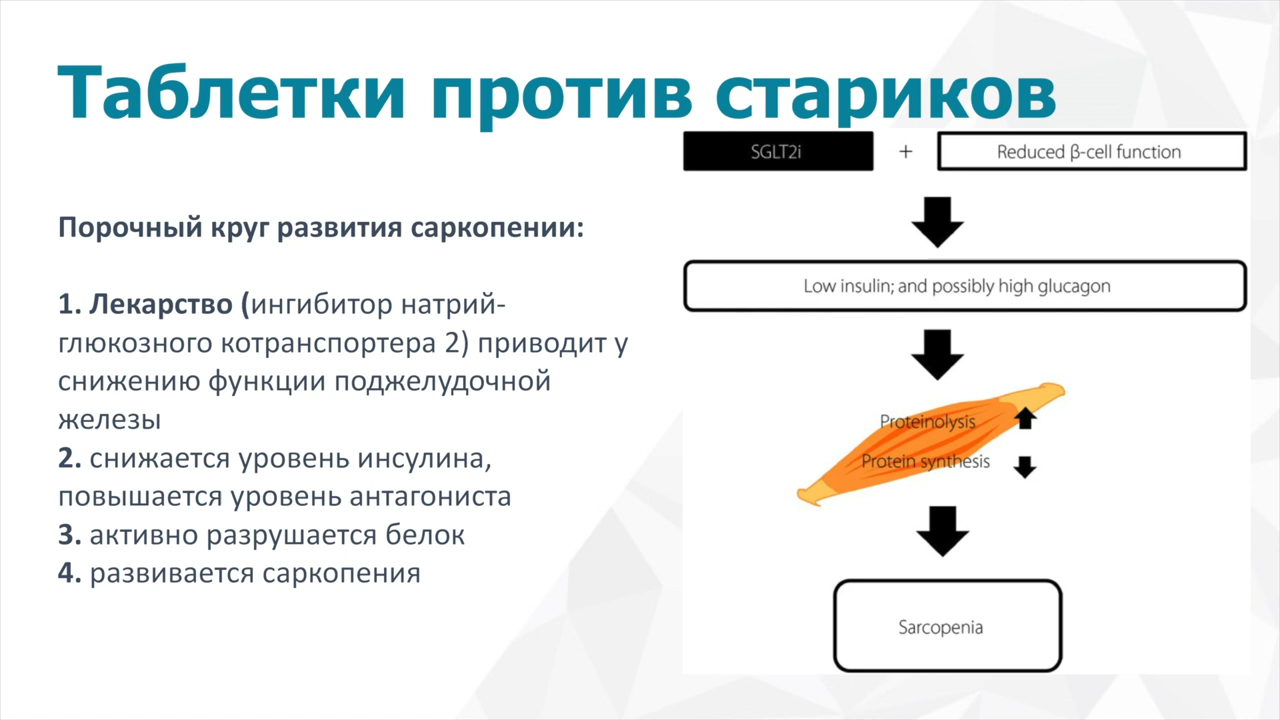 Таблетки против стариков
Порочный круг развития саркопении:
1. Лекарство (ингибитор натрий-
глюкозного котранспортера 2) приводит у
снижению функции поджелудочной
железы
2. снижается уровень инсулина,
повышается уровень антагониста
3. активно разрушается белок
4. развивается саркопения
SGLT2i
+
Reduced β-cell function
Low insulin; and possibly high glucagon
Proteinolysis
Protein synthesis
Sarcopenia